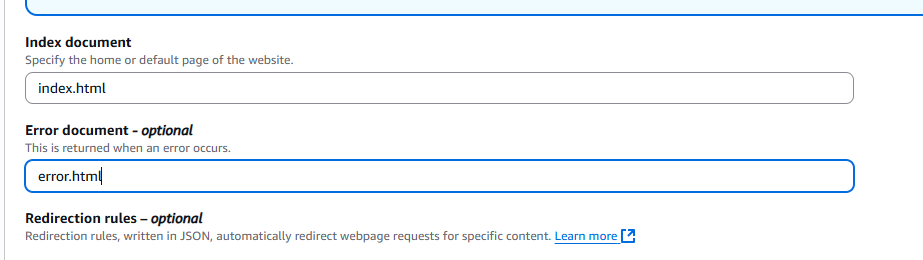 Index document
Specify the home or default page of the website.
index.html
Error document - optional
This is returned when an error occurs.
error.html
Redirection rules – optional
Redirection rules, written in JSON, automatically redirect webpage requests for specific content. Learn more